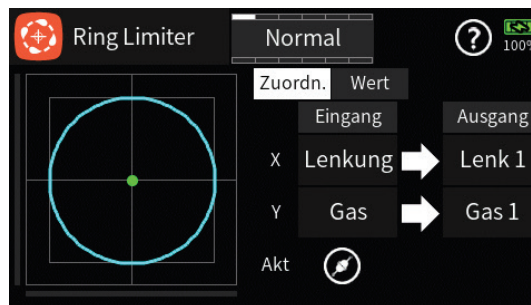 Ring Limiter Normal ? 100%
Zuordn. Wert
Eingang Ausgang
X Lenkung Lenk 1
Y Gas Gas 1
Akt